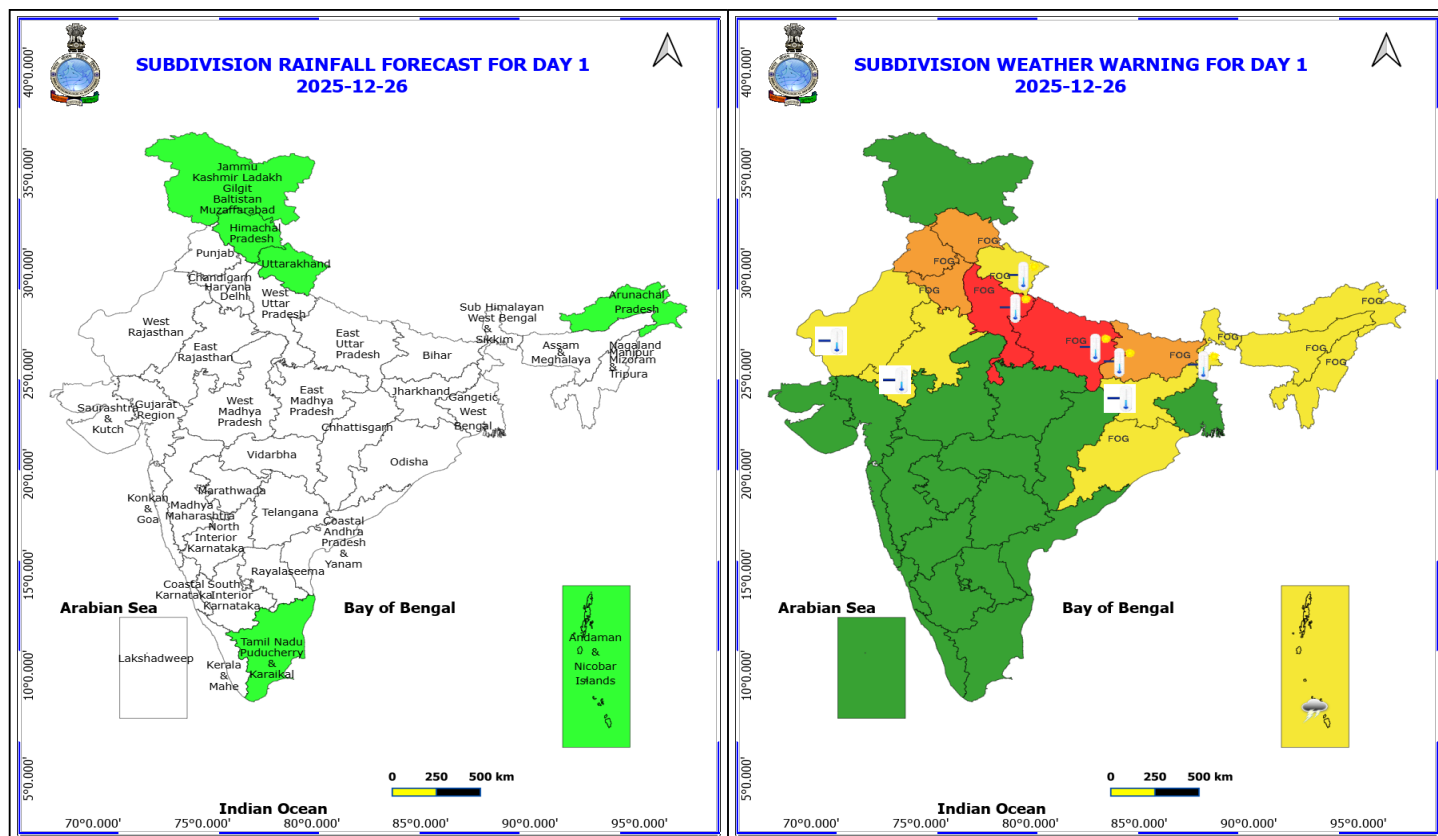 SUBDIVISION RAINFALL FORECAST FOR DAY 1
2025-12-26
40°0.000'
35°0.000'
30°0.000'
25°0.000'
20°0.000'
15°0.000'
10°0.000'
5°0.000'
Jammu
Kashmir Ladakh
Gilgit
Baltistan
Muzaffarabad
Himachal
Pradesh
Punjab
Uttarakhand
Chandigarh
Haryana
Delhi
West
Uttar
Pradesh
Arunachal
Pradesh
West
Rajasthan
Sub Himalayan
West Bengal
&
Sikkim
East
Rajasthan
East
Uttar
Pradesh
Bihar
Assam
&
Meghalaya
Nagaland
Manipur
Mizoram
&
Tripura
Saurashtra
&
Kutch
Gujarat
Region
West
Madhya
Pradesh
East
Madhya
Pradesh
Jharkhand
Gangetic
West
Bengal
Chhattisgarh
Vidarbha
Odisha
Konkan
&
Goa
Marathwada
Madhya
Maharashtra
Telangana
North
Interior
Karnataka
Coastal
Andhra
Pradesh
&
Yanam
Rayalaseema
Coastal
Karnataka
South
Interior
Karnataka
Arabian Sea
Bay of Bengal
Lakshadweep
Kerala
&
Mahe
Tamil Nadu
Puducherry
&
Karaikal
Andaman
&
Nicobar
Islands
0 250 500 km
Indian Ocean
70°0.000' 75°0.000' 80°0.000' 85°0.000' 90°0.000' 95°0.000'
SUBDIVISION WEATHER WARNING FOR DAY 1
2025-12-26
40°0.000'
35°0.000'
30°0.000'
25°0.000'
20°0.000'
15°0.000'
10°0.000'
5°0.000'
FOG
FOG
FOG
FOG
FOG
FOG
FOG
FOG
FOG
FOG
FOG
FOG
Arabian Sea
Bay of Bengal
0 250 500 km
Indian Ocean
70°0.000' 75°0.000' 80°0.000' 85°0.000' 90°0.000' 95°0.000'